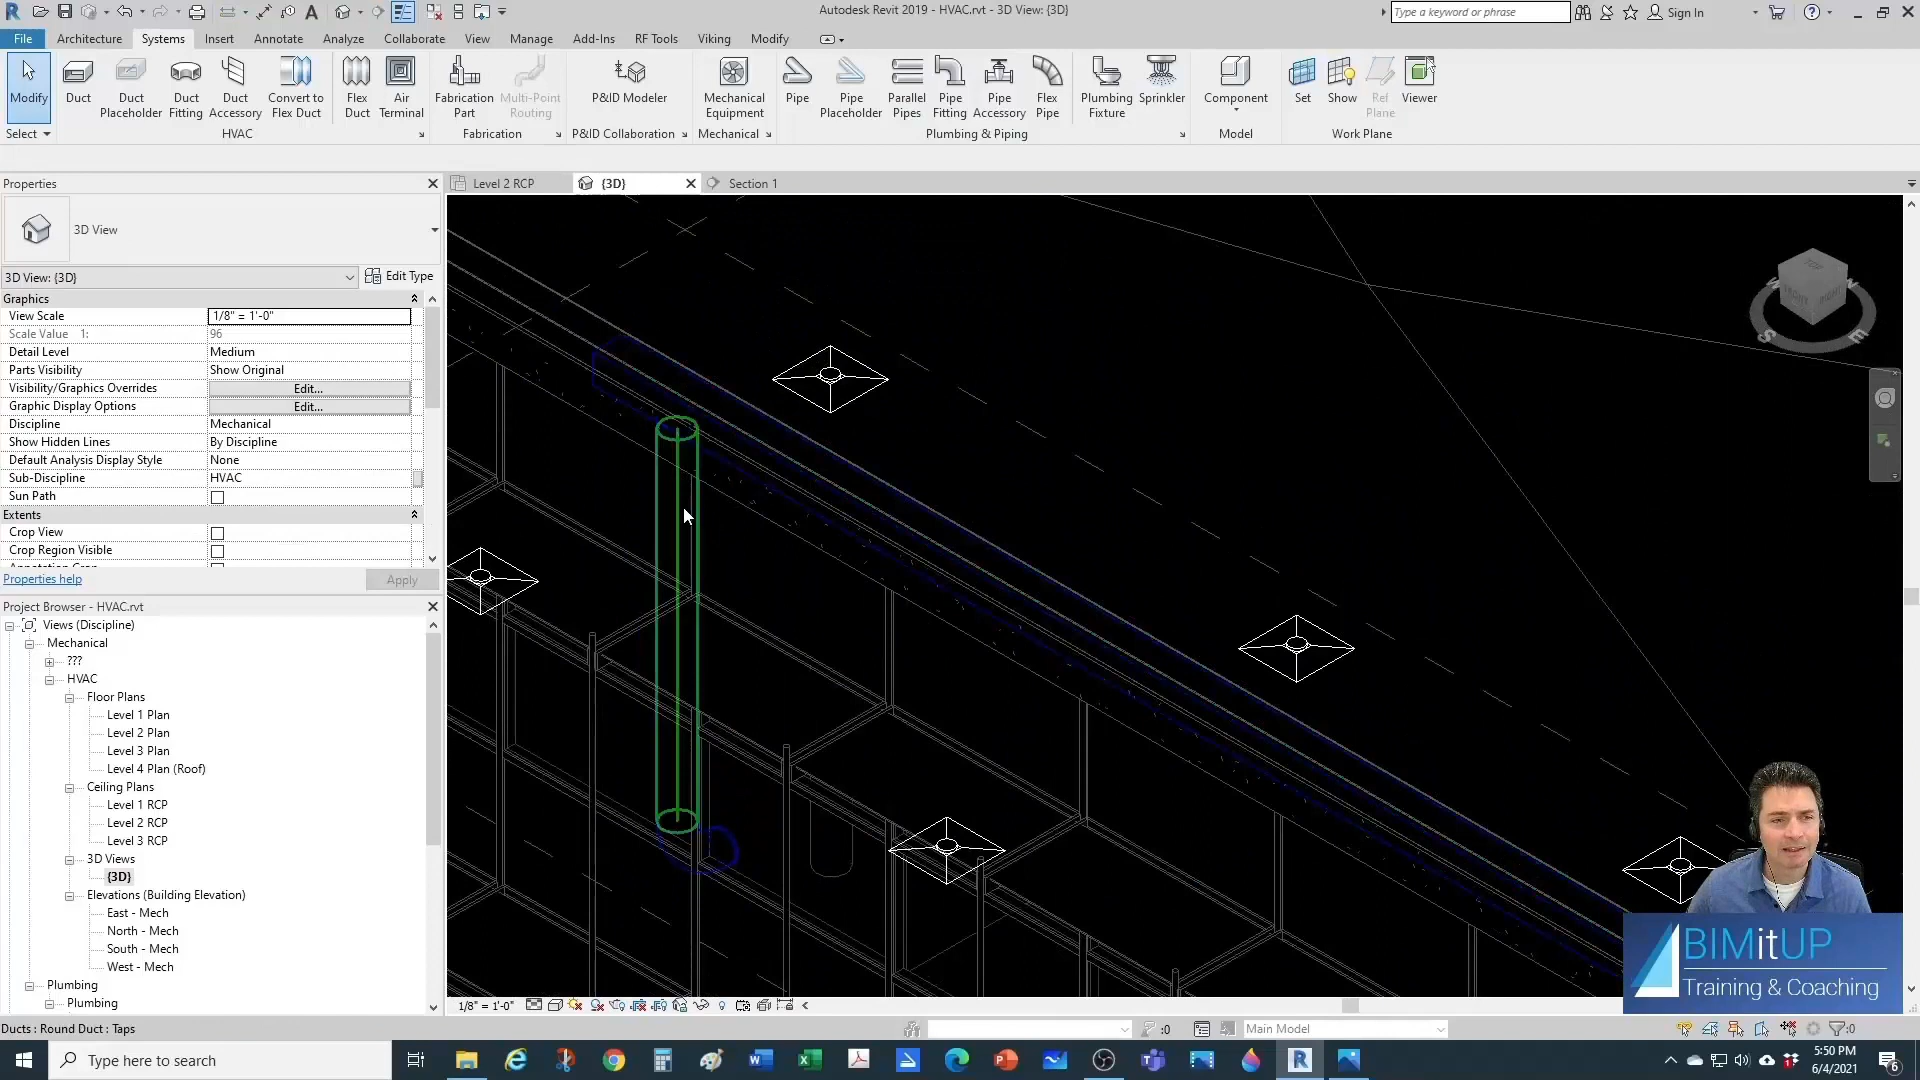 Autodesk Revit 2019 - HVAC.rvt - 3D View: {3D}
Type a keyword or phrase
Sign In
File Architecture Systems Insert Annotate Analyze Collaborate View Manage Add-Ins RF Tools Viking Modify
Modify
Duct
Duct Placeholder
Duct Fitting
Duct Accessory
Convert to Flex Duct
Flex Duct
Air Terminal
Fabrication Part
Multi-Point Routing
P&ID Modeler
Mechanical Equipment
Pipe
Pipe Placeholder
Parallel Pipes
Pipe Fitting
Pipe Accessory
Flex Pipe
Plumbing Fixture
Sprinkler
Component
Set
Show
Ref Plane
Viewer
Select HVAC Fabrication P&ID Collaboration Mechanical Plumbing & Piping Model Work Plane
Properties
Level 2 RCP
{3D}
Section 1
3D View
3D View: {3D}
Edit Type
Graphics
View Scale 1/8" = 1'-0"
Scale Value 1: 96
Detail Level Medium
Parts Visibility Show Original
Visibility/Graphics Overrides Edit...
Graphic Display Options Edit...
Discipline Mechanical
Show Hidden Lines By Discipline
Default Analysis Display Style None
Sub-Discipline HVAC
Sun Path
Extents
Crop View
Crop Region Visible
Properties help
Apply
Project Browser - HVAC.rvt
Views (Discipline)
Mechanical
???
HVAC
Floor Plans
Level 1 Plan
Level 2 Plan
Level 3 Plan
Level 4 Plan (Roof)
Ceiling Plans
Level 1 RCP
Level 2 RCP
Level 3 RCP
3D Views
{3D}
Elevations (Building Elevation)
East - Mech
North - Mech
South - Mech
West - Mech
Plumbing
Plumbing
TOP
FRONT
RIGHT
S
E
BIMitUP
Training & Coaching
1/8" = 1'-0"
Ducts : Round Duct : Taps
:0
Main Model
:0
Type here to search
5:50 PM
6/4/2021
6